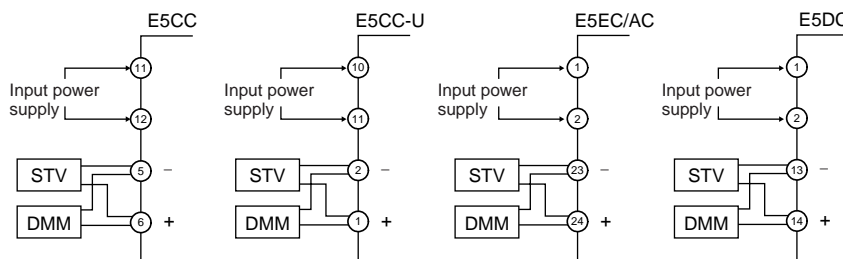 E5CC
11
Input power
supply
12
STV
5
−
DMM
6
+
E5CC-U
10
Input power
supply
11
STV
2
−
DMM
1
+
E5EC/AC
1
Input power
supply
2
STV
23
−
DMM
24
+
E5DC
1
Input power
supply
2
STV
13
−
DMM
14
+